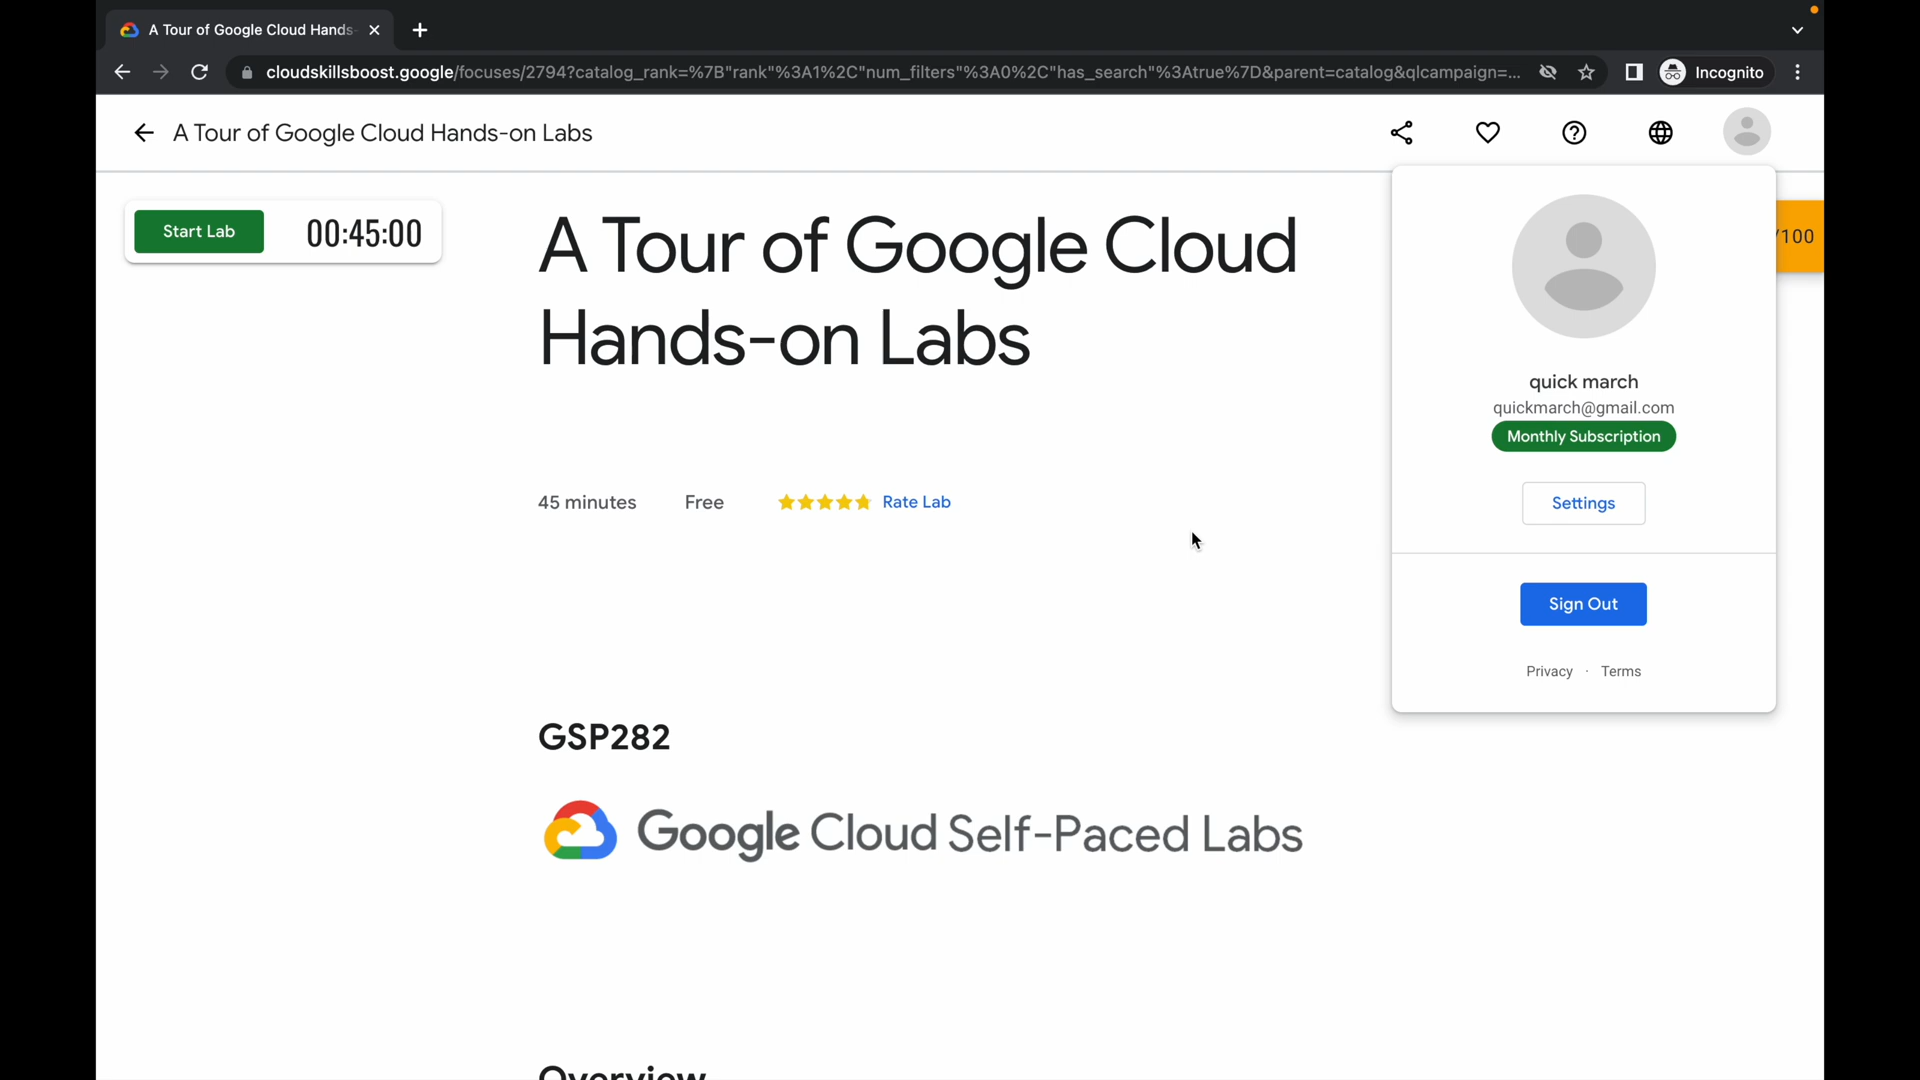 A Tour of Google Cloud Hands-
cloudskillsboost.google/focuses/2794?catalog_rank=%7B"rank"%3A1%2C"num_filters"%3A0%2C"has_search"%3Atrue%7D&parent=catalog&qlcampaign=...
Incognito
A Tour of Google Cloud Hands-on Labs
Start Lab
00:45:00
A Tour of Google Cloud
Hands-on Labs
/100
quick march
quickmarch@gmail.com
Monthly Subscription
Settings
45 minutes
Free
Rate Lab
Sign Out
Privacy · Terms
GSP282
Google Cloud Self-Paced Labs
Overview